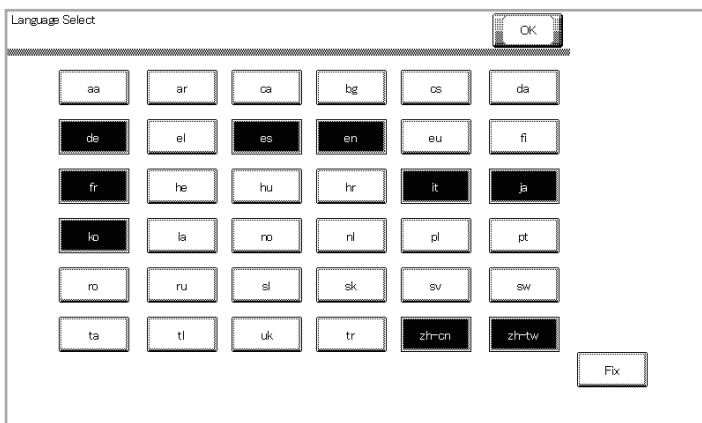 Language Select
OK
aa ar ca bg cs da
de el es en eu fi
fr he hu hr it ja
ko la no nl pl pt
ro ru sl sk sv sw
ta tl uk tr zh-cn zh-tw
Fix